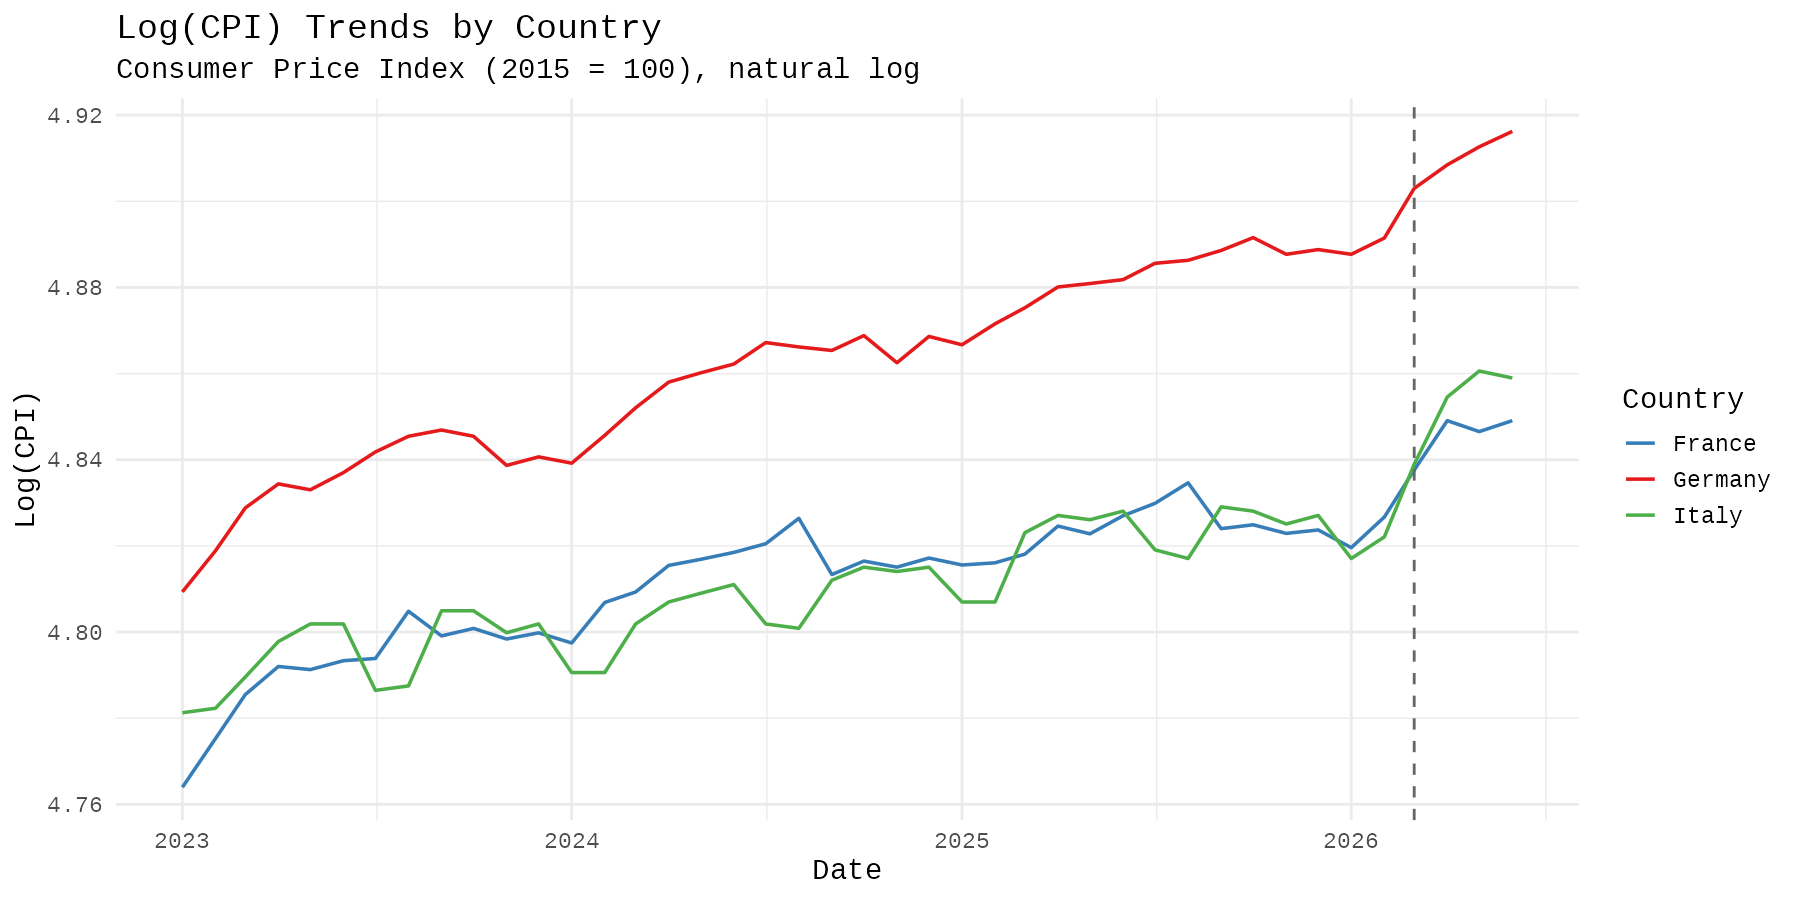 Log(CPI) Trends by Country
Consumer Price Index (2015 = 100), natural log
4.92
4.88
4.84
4.80
4.76
Log(CPI)
2023
2024
2025
2026
Date
Country
France
Germany
Italy